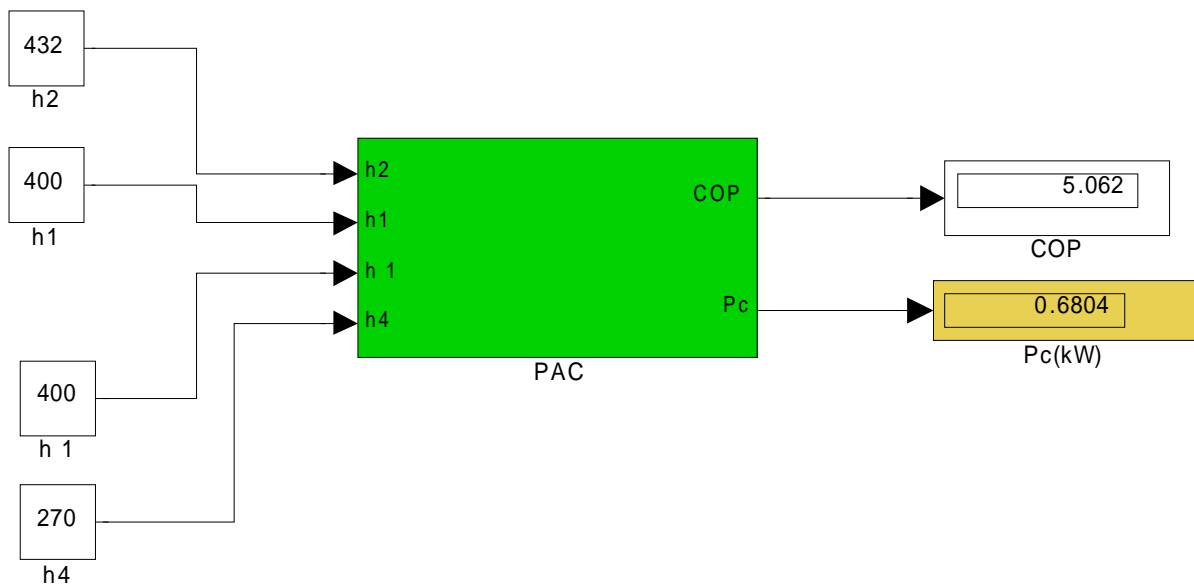 432
h2
400
h1
400
h 1
270
h4
h2
h1
h 1
h4
COP
Pc
PAC
5.062
COP
0.6804
Pc(kW)